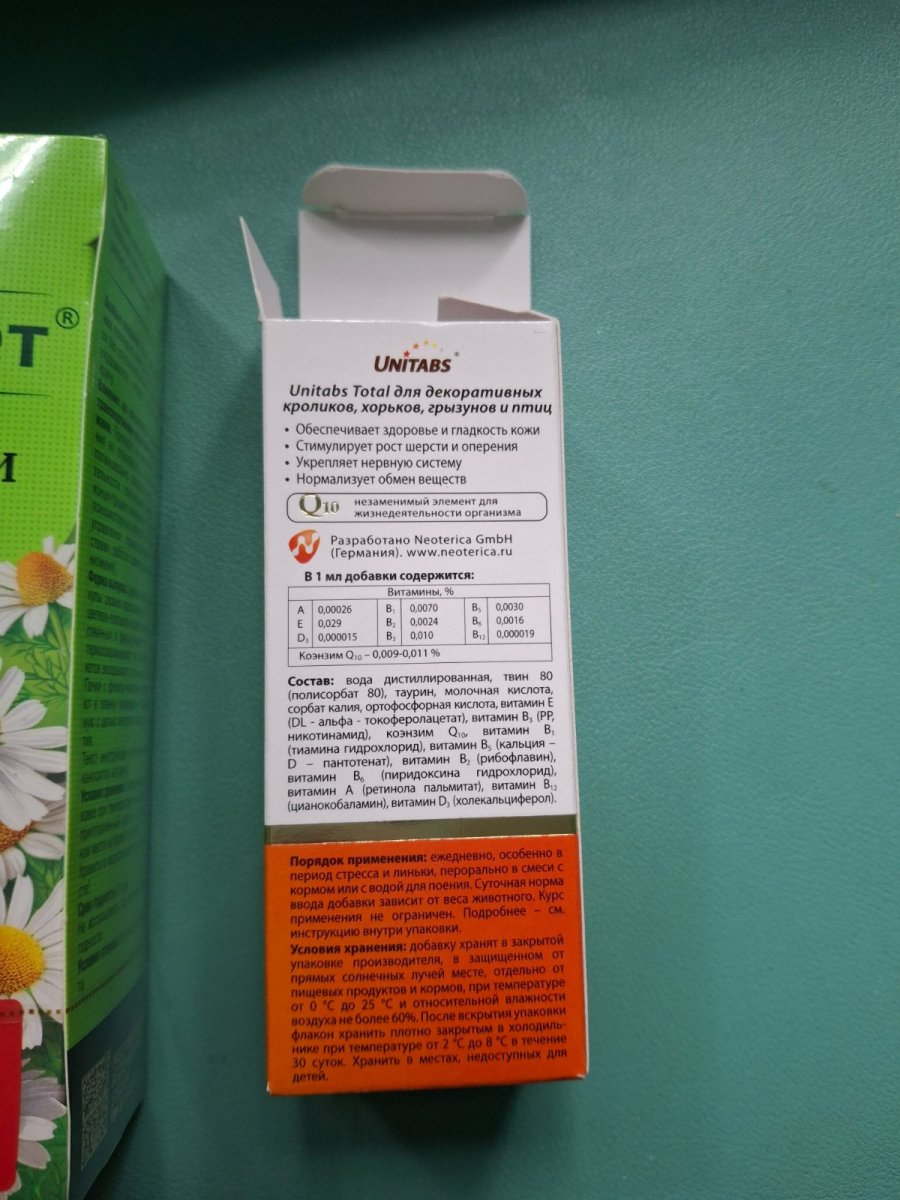 ЭТ®
И
UNITABS®
Unitabs Total для декоративных
кроликов, хорьков, грызунов и птиц
• Обеспечивает здоровье и гладкость кожи
• Стимулирует рост шерсти и оперения
• Укрепляет нервную систему
• Нормализует обмен веществ
Q10 незаменимый элемент для
жизнедеятельности организма
Разработано Neoterica GmbH
(Германия). www.neoterica.ru
В 1 мл добавки содержится:
Витамины, %
A 0,00026 B₁ 0,0070 B₅ 0,0030
E 0,029 B₂ 0,0024 B₆ 0,0016
D₃ 0,000015 B₃ 0,010 B₁₂ 0,000019
Коэнзим Q₁₀ – 0,009-0,011 %
Состав: вода дистиллированная, твин 80
(полисорбат 80), таурин, молочная кислота,
сорбат калия, ортофосфорная кислота, витамин Е
(DL - альфа - токоферолацетат), витамин B₃ (PP,
никотинамид), коэнзим Q₁₀, витамин B₁
(тиамина гидрохлорид), витамин B₅ (кальция –
D – пантотенат), витамин B₂ (рибофлавин),
витамин B₆ (пиридоксина гидрохлорид),
витамин А (ретинола пальмитат), витамин B₁₂
(цианокобаламин), витамин D₃ (холекальциферол).
Порядок применения: ежедневно, особенно в
период стресса и линьки, перорально в смеси с
кормом или с водой для поения. Суточная норма
ввода добавки зависит от веса животного. Курс
применения не ограничен. Подробнее – см.
инструкцию внутри упаковки.
Условия хранения: добавку хранят в закрытой
упаковке производителя, в защищенном от
прямых солнечных лучей месте, отдельно от
пищевых продуктов и кормов, при температуре
от 0 °С до 25 °С и относительной влажности
воздуха не более 60%. После вскрытия упаковки
флакон хранить плотно закрытым в холодиль-
нике при температуре от 2 °С до 8 °С в течение
30 суток. Хранить в местах, недоступных для
детей.